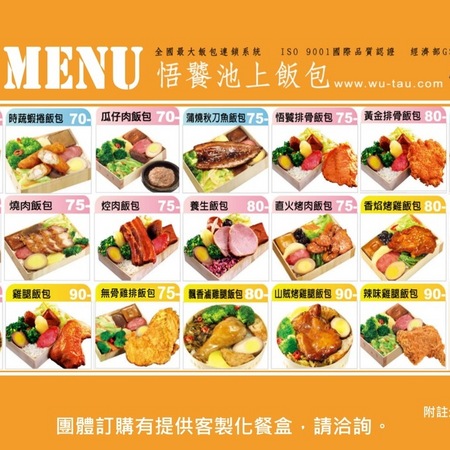 全國最大飯包連鎖系統 ISO 9001國際品質認證 經濟部G
MENU 悟饕池上飯包 www.wu-tau.com
時蔬蝦捲飯包 70-
瓜仔肉飯包 70-
蒲燒秋刀魚飯包 75-
悟饕排骨飯包 75-
黃金排骨飯包 80-
燒肉飯包 75-
焢肉飯包 75-
養生飯包 80-
直火烤肉飯包 75-
香焰烤雞飯包 80-
雞腿飯包 90-
無骨雞排飯包 75-
飄香滷雞腿飯包 80-
山賊烤雞飯包 90-
辣味雞腿飯包 90-
附註
團體訂購有提供客製化餐盒，請洽詢。